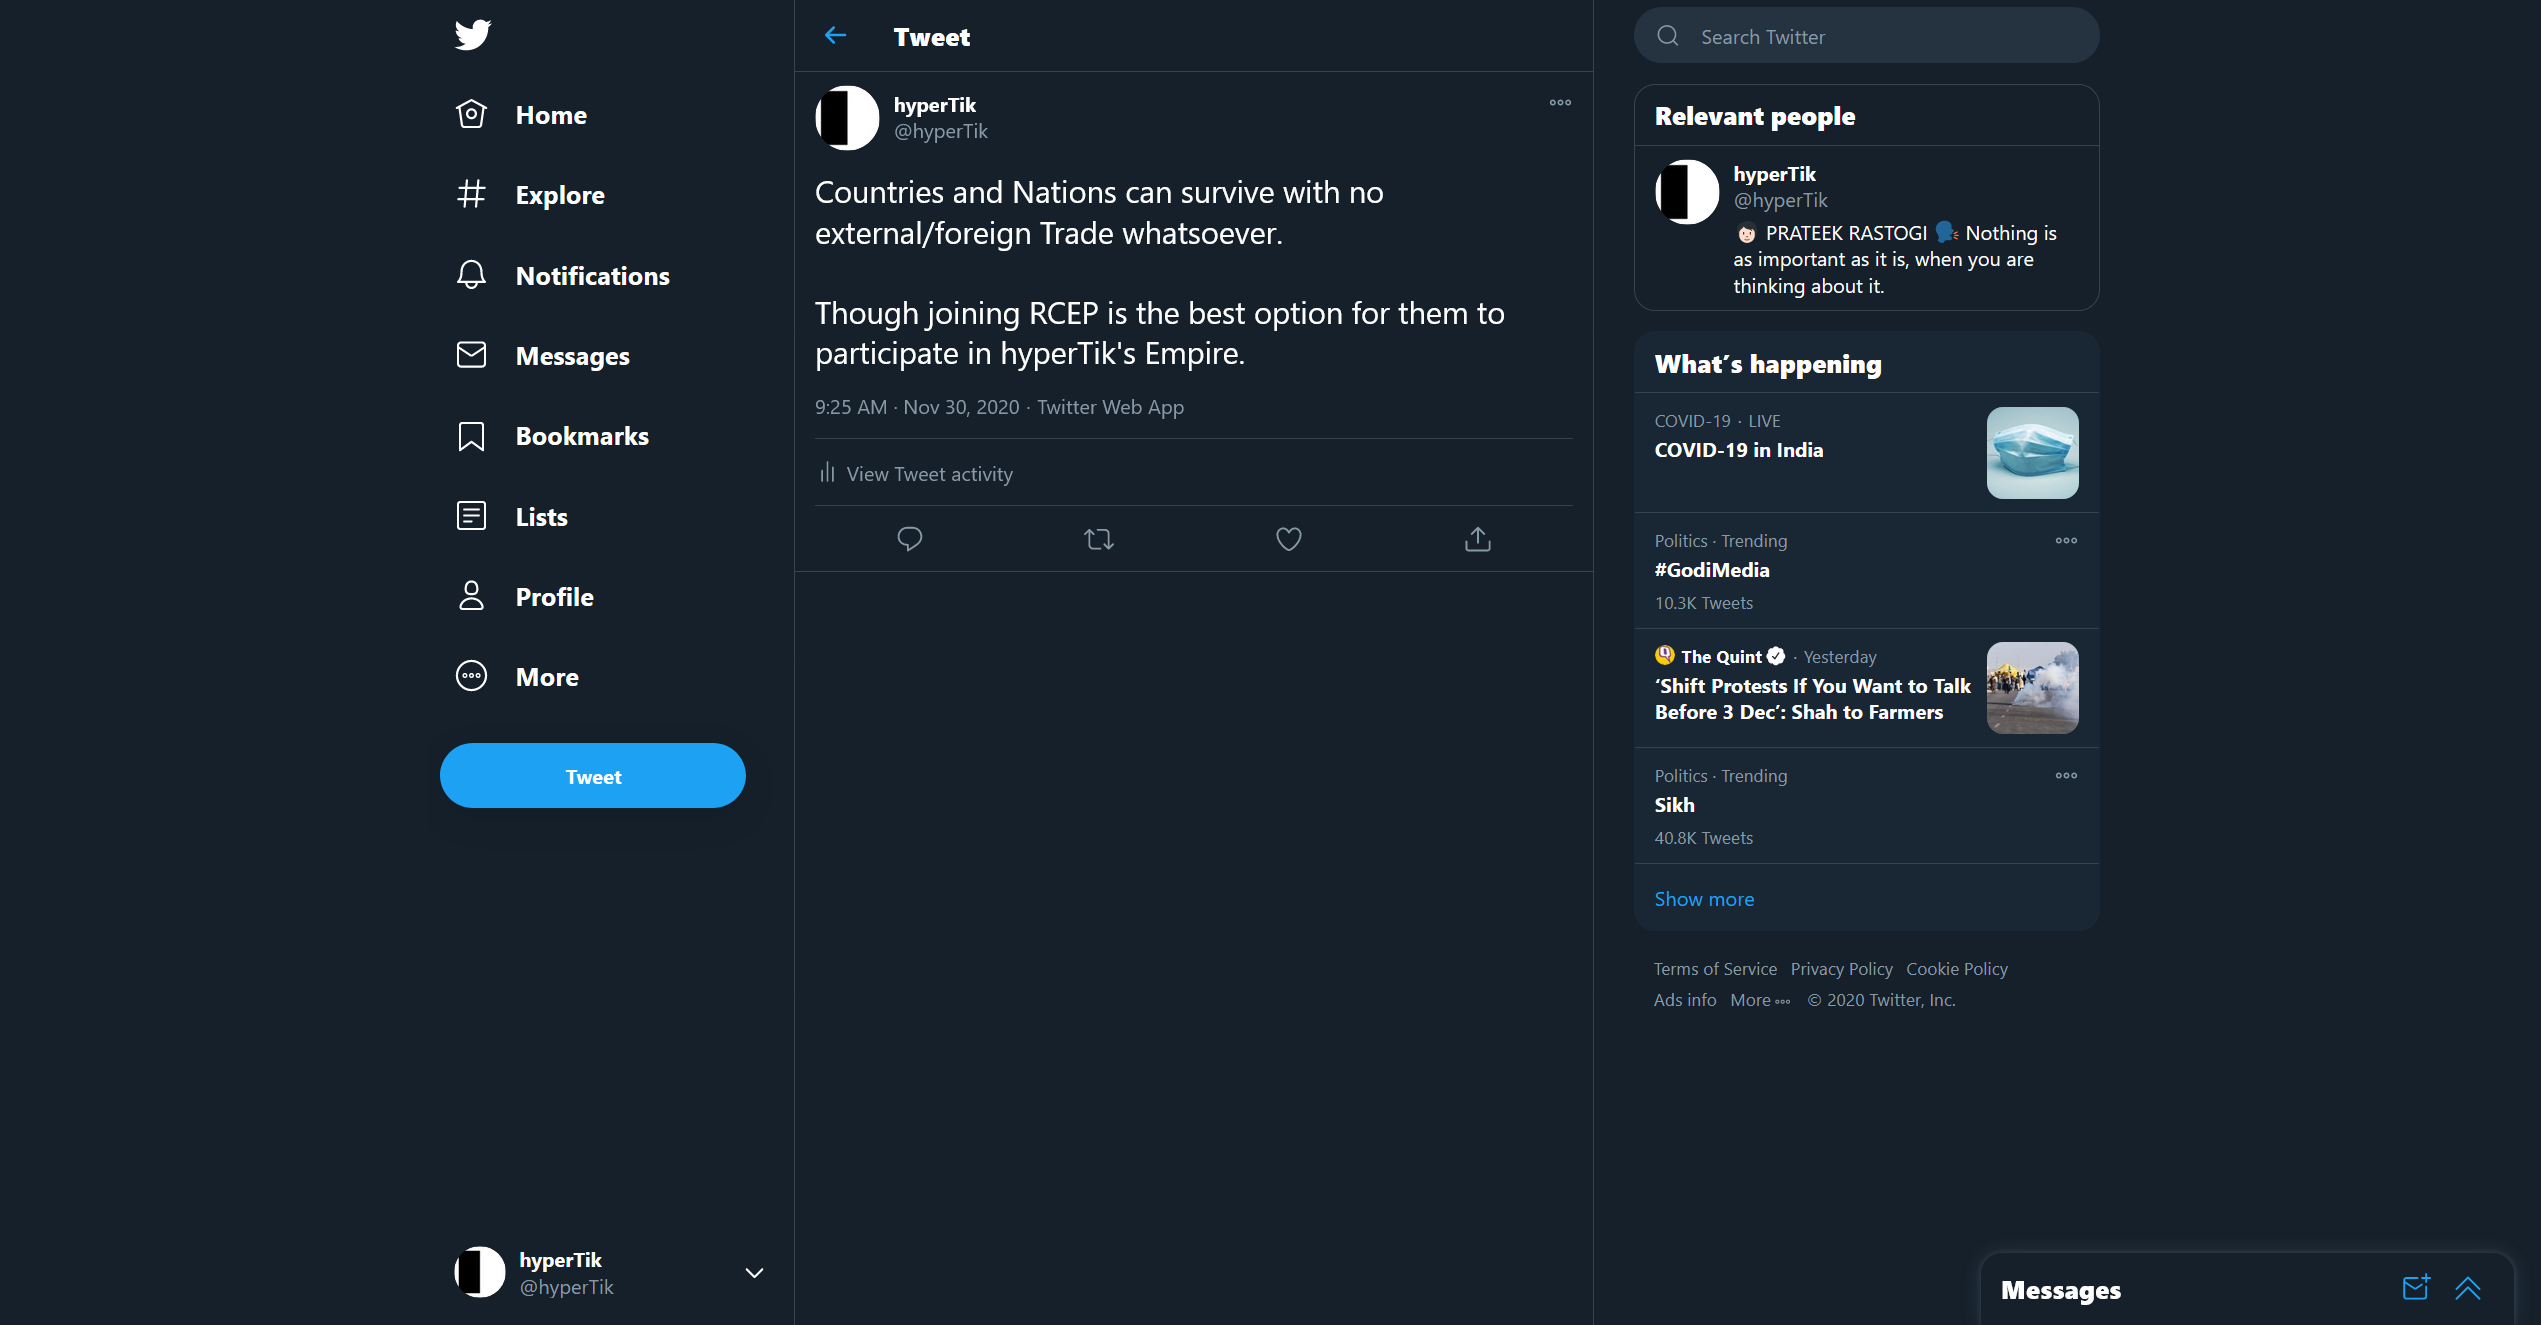 Home
Explore
Notifications
Messages
Bookmarks
Lists
Profile
More
Tweet
hyperTik
@hyperTik
Tweet
hyperTik
@hyperTik
Countries and Nations can survive with no
external/foreign Trade whatsoever.
Though joining RCEP is the best option for them to
participate in hyperTik's Empire.
9:25 AM · Nov 30, 2020 · Twitter Web App
View Tweet activity
Search Twitter
Relevant people
hyperTik
@hyperTik
PRATEEK RASTOGI Nothing is
as important as it is, when you are
thinking about it.
What’s happening
COVID-19 · LIVE
COVID-19 in India
Politics · Trending
#GodiMedia
10.3K Tweets
The Quint · Yesterday
‘Shift Protests If You Want to Talk
Before 3 Dec’: Shah to Farmers
Politics · Trending
Sikh
40.8K Tweets
Show more
Terms of Service Privacy Policy Cookie Policy
Ads info More © 2020 Twitter, Inc.
Messages